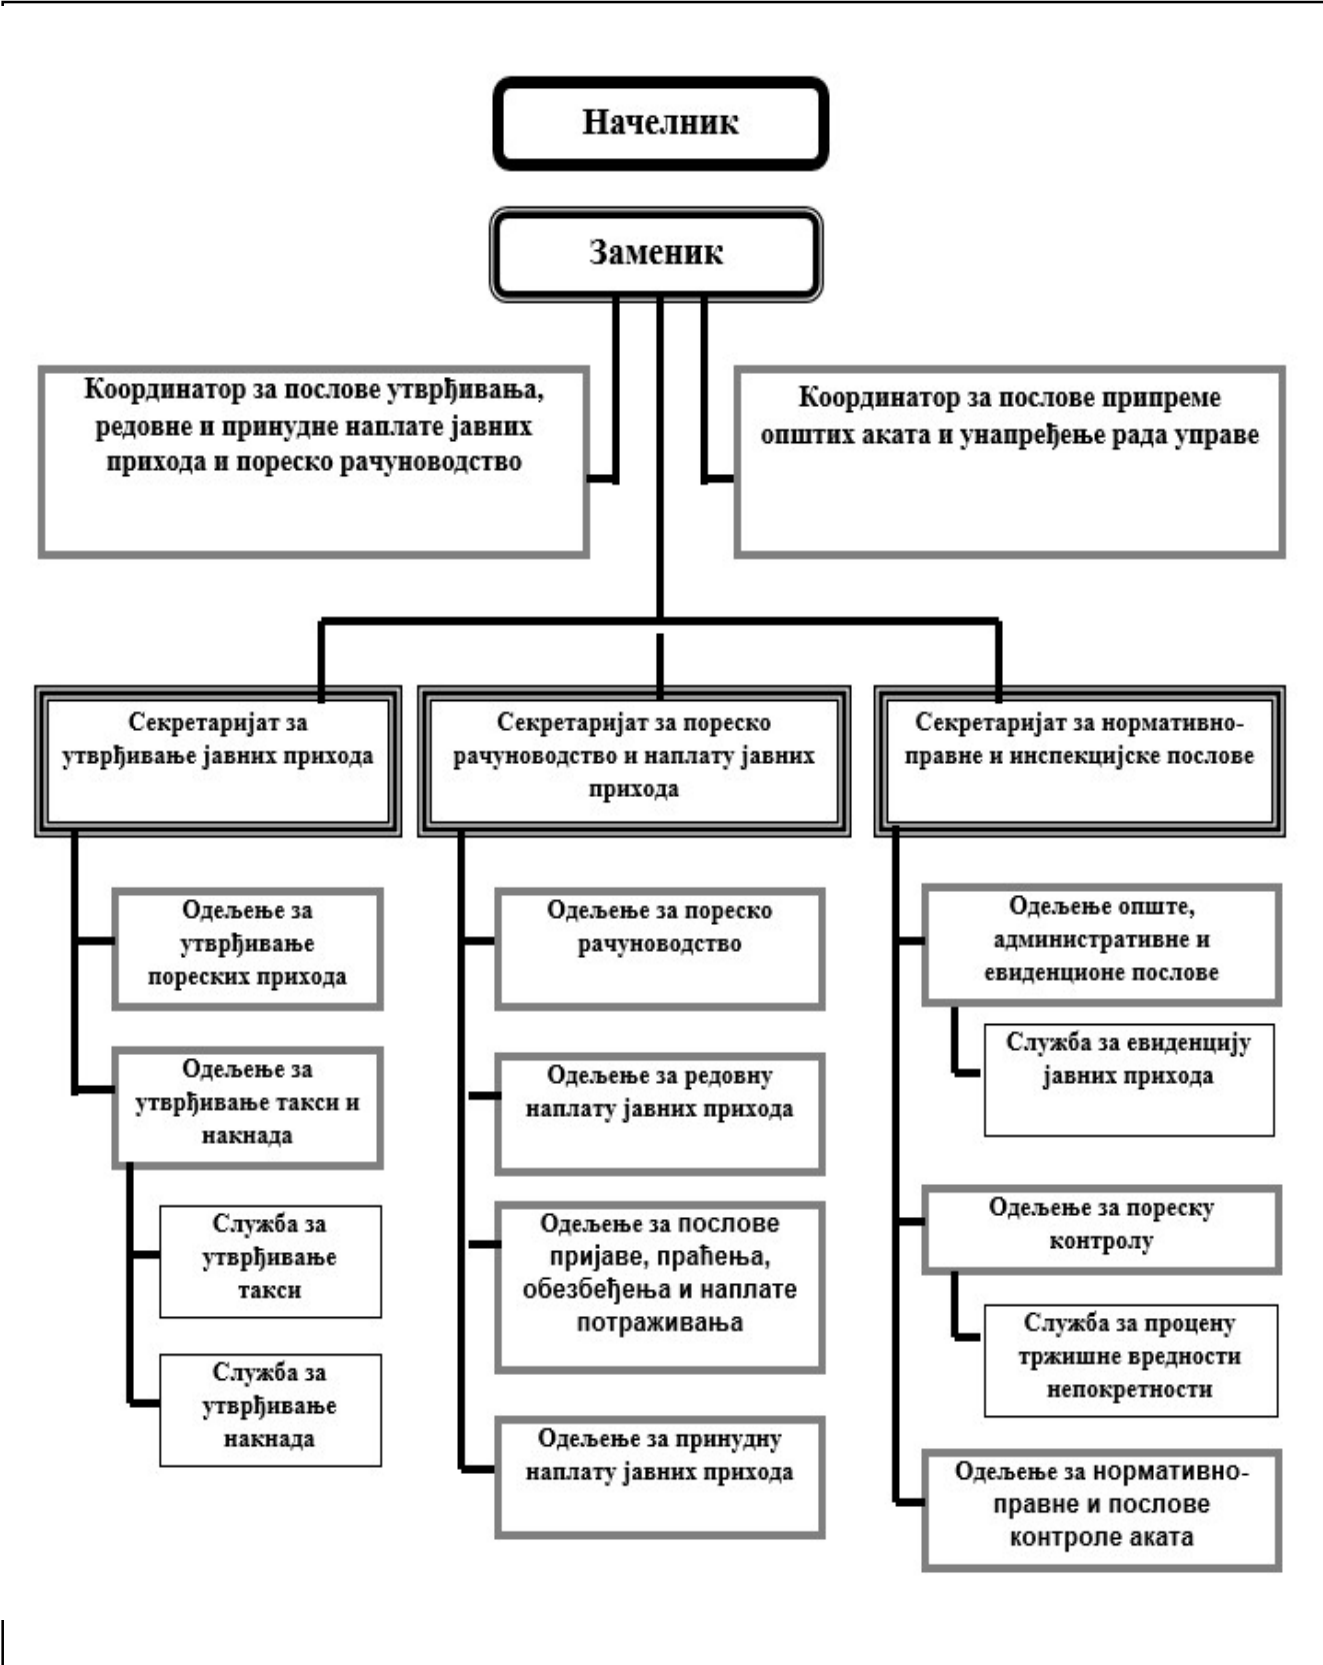 Начелник
Заменик
Координатор за послове утврђивања,
редовне и принудне наплате јавних
прихода и пореско рачуноводство
Координатор за послове припреме
општих аката и унапређење рада управе
Секретаријат за
утврђивање јавних прихода
Секретаријат за пореско
рачуноводство и наплату јавних
прихода
Секретаријат за нормативно-
правне и инспекцијске послове
Одељење за
утврђивање
пореских прихода
Одељење за
утврђивање такси и
накнада
Служба за
утврђивање
такси
Служба за
утврђивање
накнада
Одељење за пореско
рачуноводство
Одељење за редовну
наплату јавних прихода
Одељење за послове
пријаве, праћења,
обезбеђења и наплате
потраживања
Одељење за принудну
наплату јавних прихода
Одељење опште,
административне и
евиденционе послове
Служба за евиденцију
јавних прихода
Одељење за пореску
контролу
Служба за процену
тржишне вредности
непокретности
Одељење за нормативно-
правне и послове
контроле аката